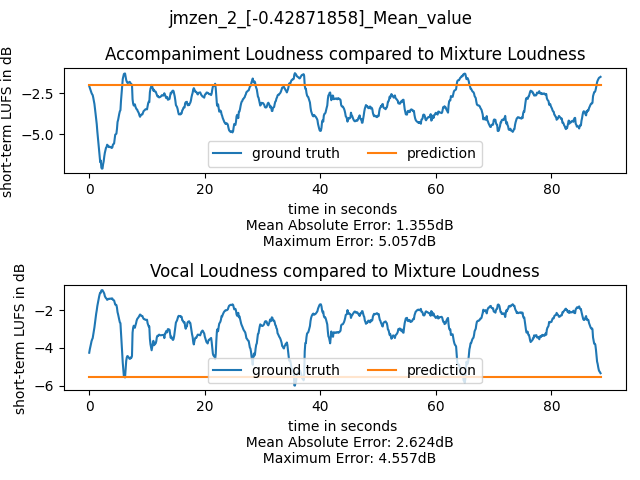 jmzen_2_[-0.42871858]_Mean_value
Accompaniment Loudness compared to Mixture Loudness
short-term LUFS in dB
−2.5
−5.0
ground truth
prediction
0 20 40 60 80
time in seconds
Mean Absolute Error: 1.355dB
Maximum Error: 5.057dB
Vocal Loudness compared to Mixture Loudness
short-term LUFS in dB
−2
−4
−6
ground truth
prediction
0 20 40 60 80
time in seconds
Mean Absolute Error: 2.624dB
Maximum Error: 4.557dB